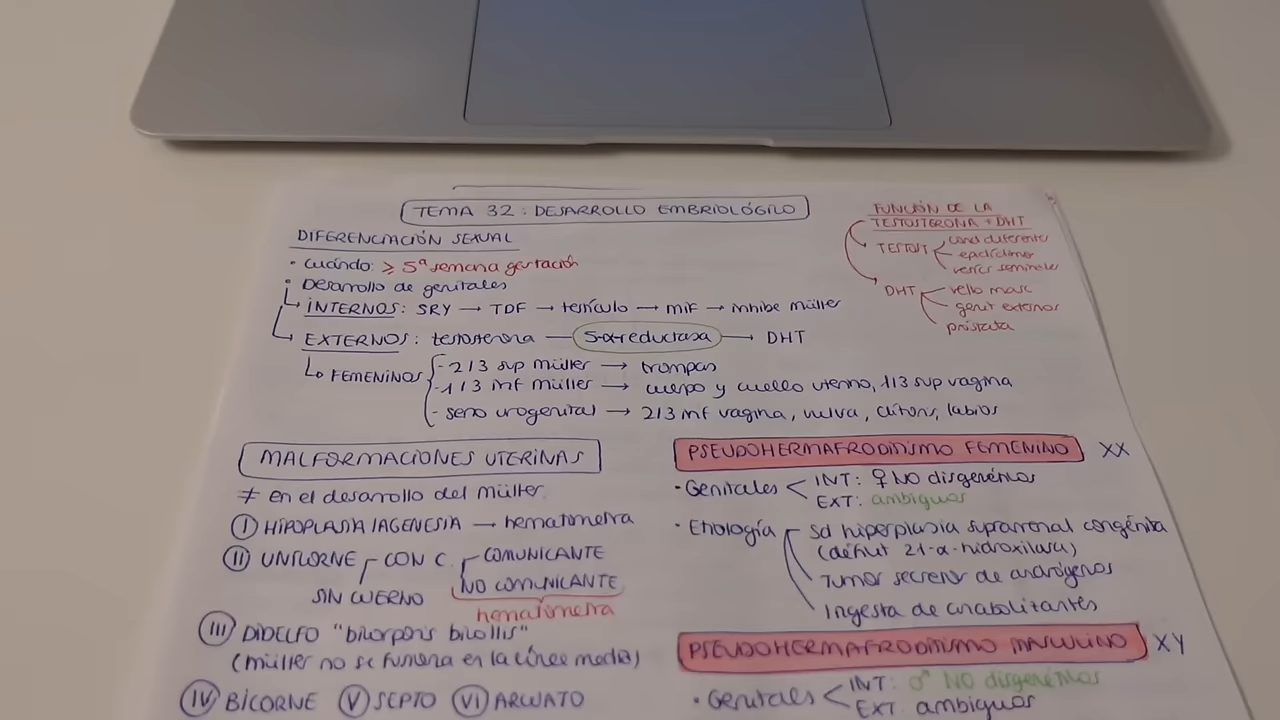 TEMA 32: DESARROLLO EMBRIOLÓGICO
DIFERENCIACIÓN SEXUAL
· Cuándo: ≥ 5ª semana gestación
· Desarrollo de genitales
↳ INTERNOS: SRY → TDF → testículo → MIF → inhibe müller
↳ EXTERNOS: testosterona — 5-α-reductasa → DHT
↳ FEMENINOS
- 2/3 sup müller → trompas
- 1/3 inf müller → cuerpo y cuello uterino, 1/3 sup vagina
- seno urogenital → 2/3 inf vagina, vulva, clítoris, labios
FUNCIÓN DE LA
TESTOSTERONA + DHT
TESTOST
cond deferente
epidídimo
vesic seminales
DHT
vello masc
genit externos
próstata
MALFORMACIONES UTERINAS
≠ en el desarrollo del müller
I HIPOPLASIA/AGENESIA → hematometra
II UNICORNE
CON C.
COMUNICANTE
NO COMUNICANTE
SIN CUERNO
hematómetra
III DIDELFO "bicorporis bicollis"
(müller no se fusiona en la línea media)
IV BICORNE V SEPTO VI ARCUATO
PSEUDOHERMAFRODITISMO FEMENINO XX
· Genitales
INT: ♀ NO disgenéticos
EXT: ambiguos
· Etiología
Sd hiperplasia suprarrenal congénita
(déficit 21-α-hidroxilasa)
Tumor secretor de andrógenos
Ingesta de anabolizantes
PSEUDOHERMAFRODITISMO MASCULINO XY
· Genitales
INT: ♂ NO disgenéticos
EXT: ambiguos